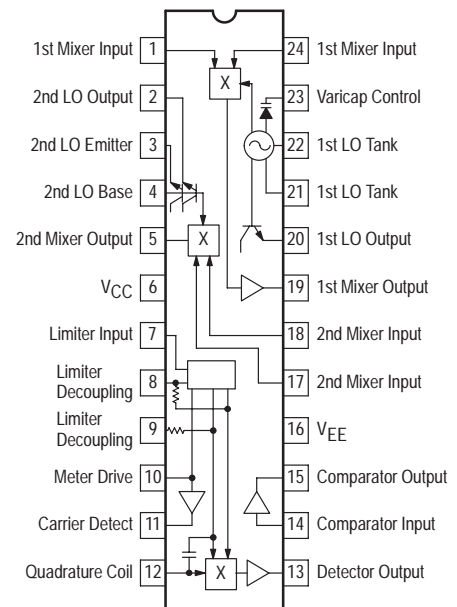 1st Mixer Input 1 24 1st Mixer Input
X
2nd LO Output 2 23 Varicap Control
2nd LO Emitter 3 22 1st LO Tank
2nd LO Base 4 21 1st LO Tank
2nd Mixer Output 5 X 20 1st LO Output
VCC 6 19 1st Mixer Output
Limiter Input 7 18 2nd Mixer Input
Limiter
Decoupling 8 17 2nd Mixer Input
Limiter
Decoupling 9 16 VEE
Meter Drive 10 15 Comparator Output
Carrier Detect 11 14 Comparator Input
Quadrature Coil 12 X 13 Detector Output